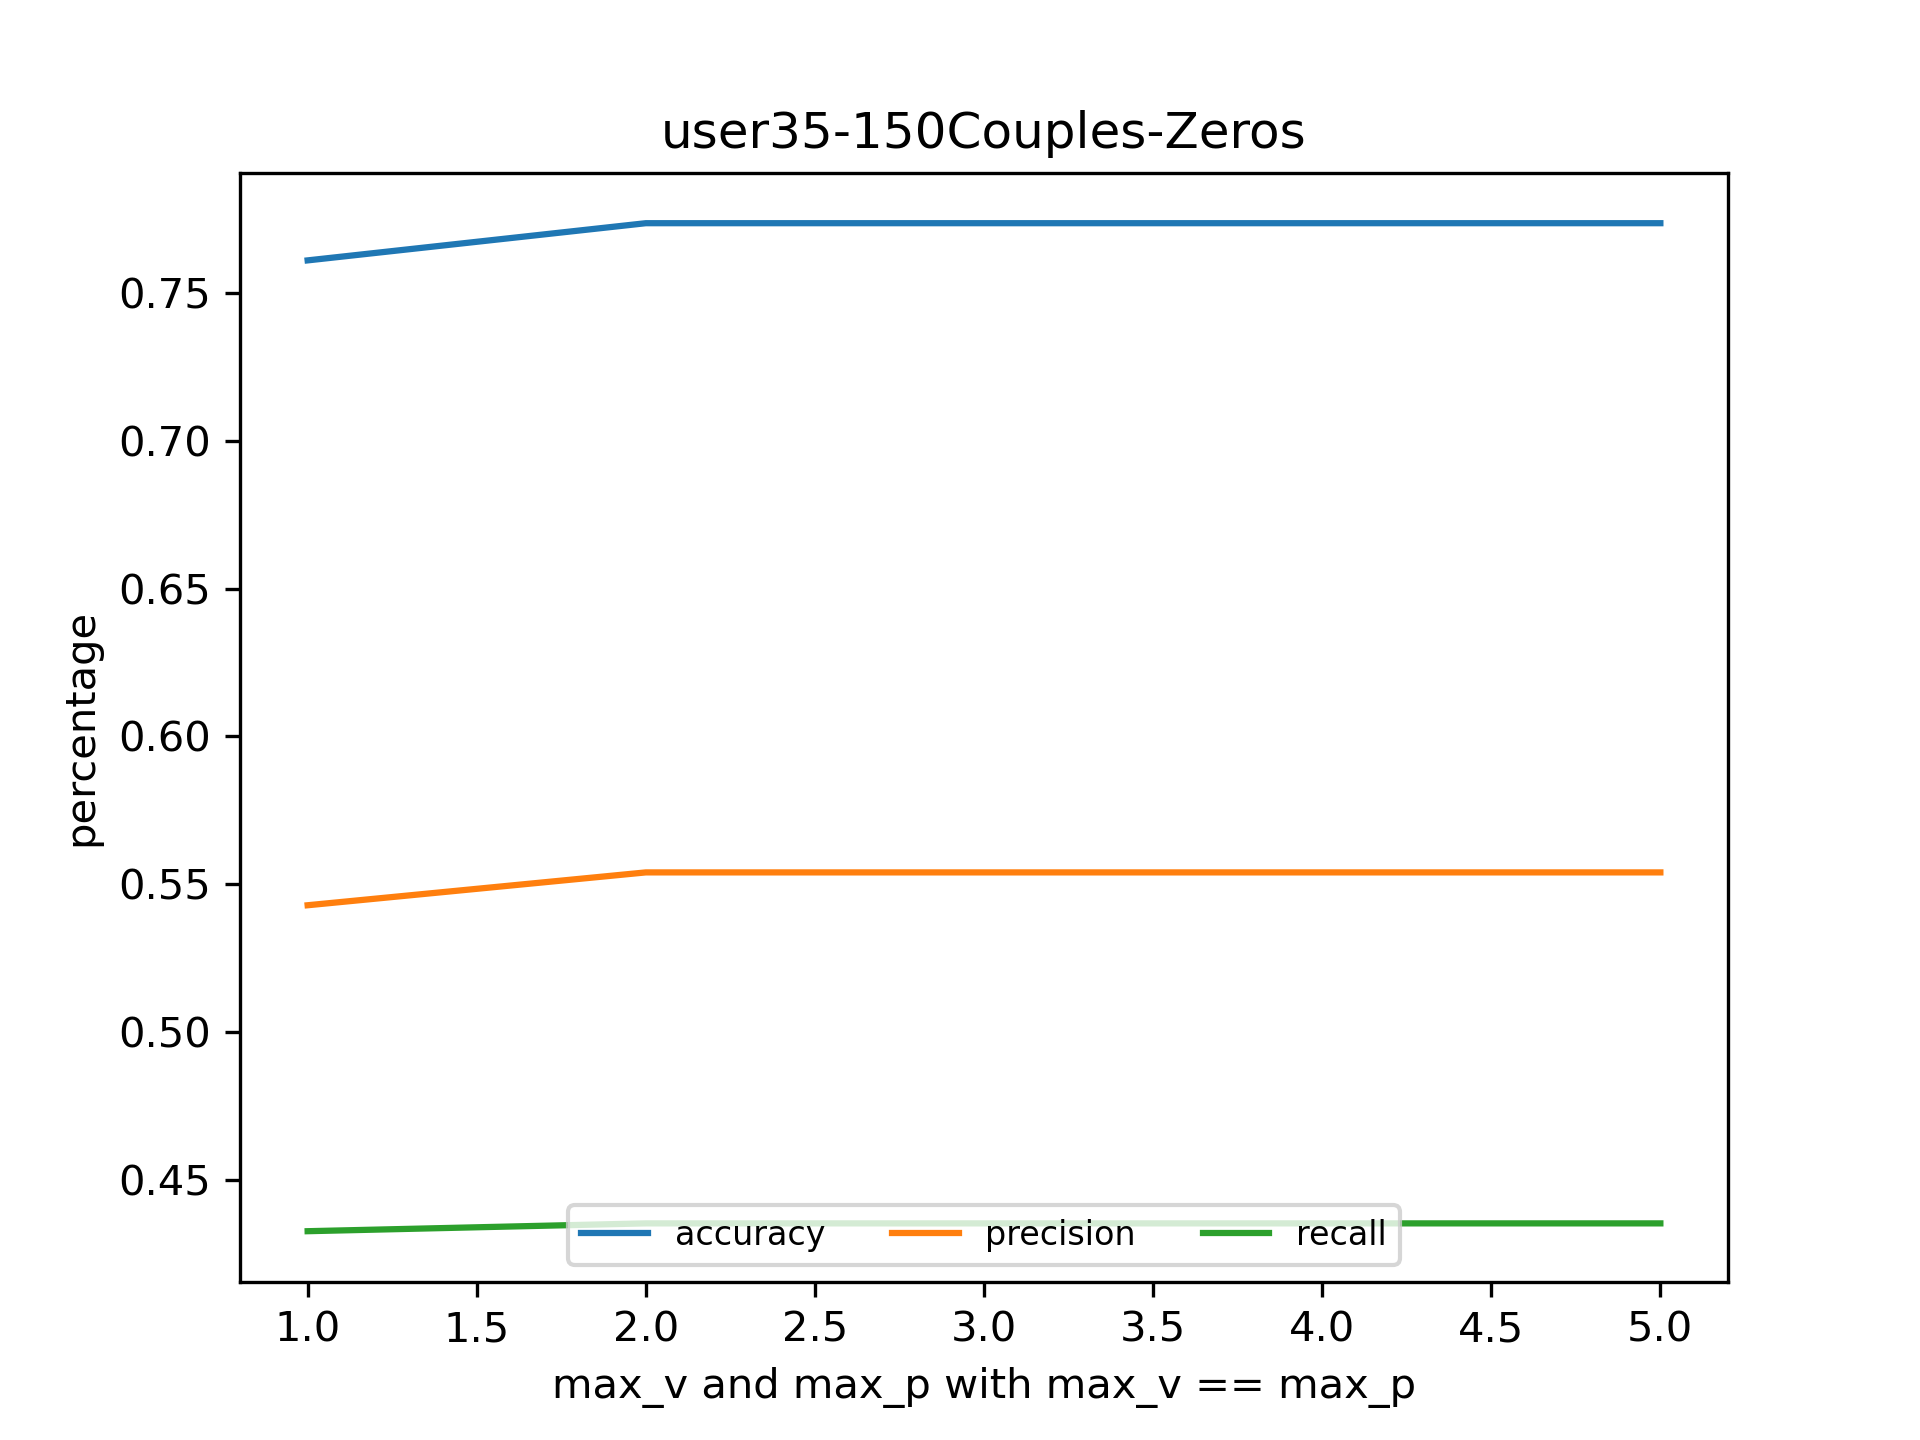 user35-150Couples-Zeros
percentage
0.75
0.70
0.65
0.60
0.55
0.50
0.45
accuracy precision recall
1.0 1.5 2.0 2.5 3.0 3.5 4.0 4.5 5.0
max_v and max_p with max_v == max_p